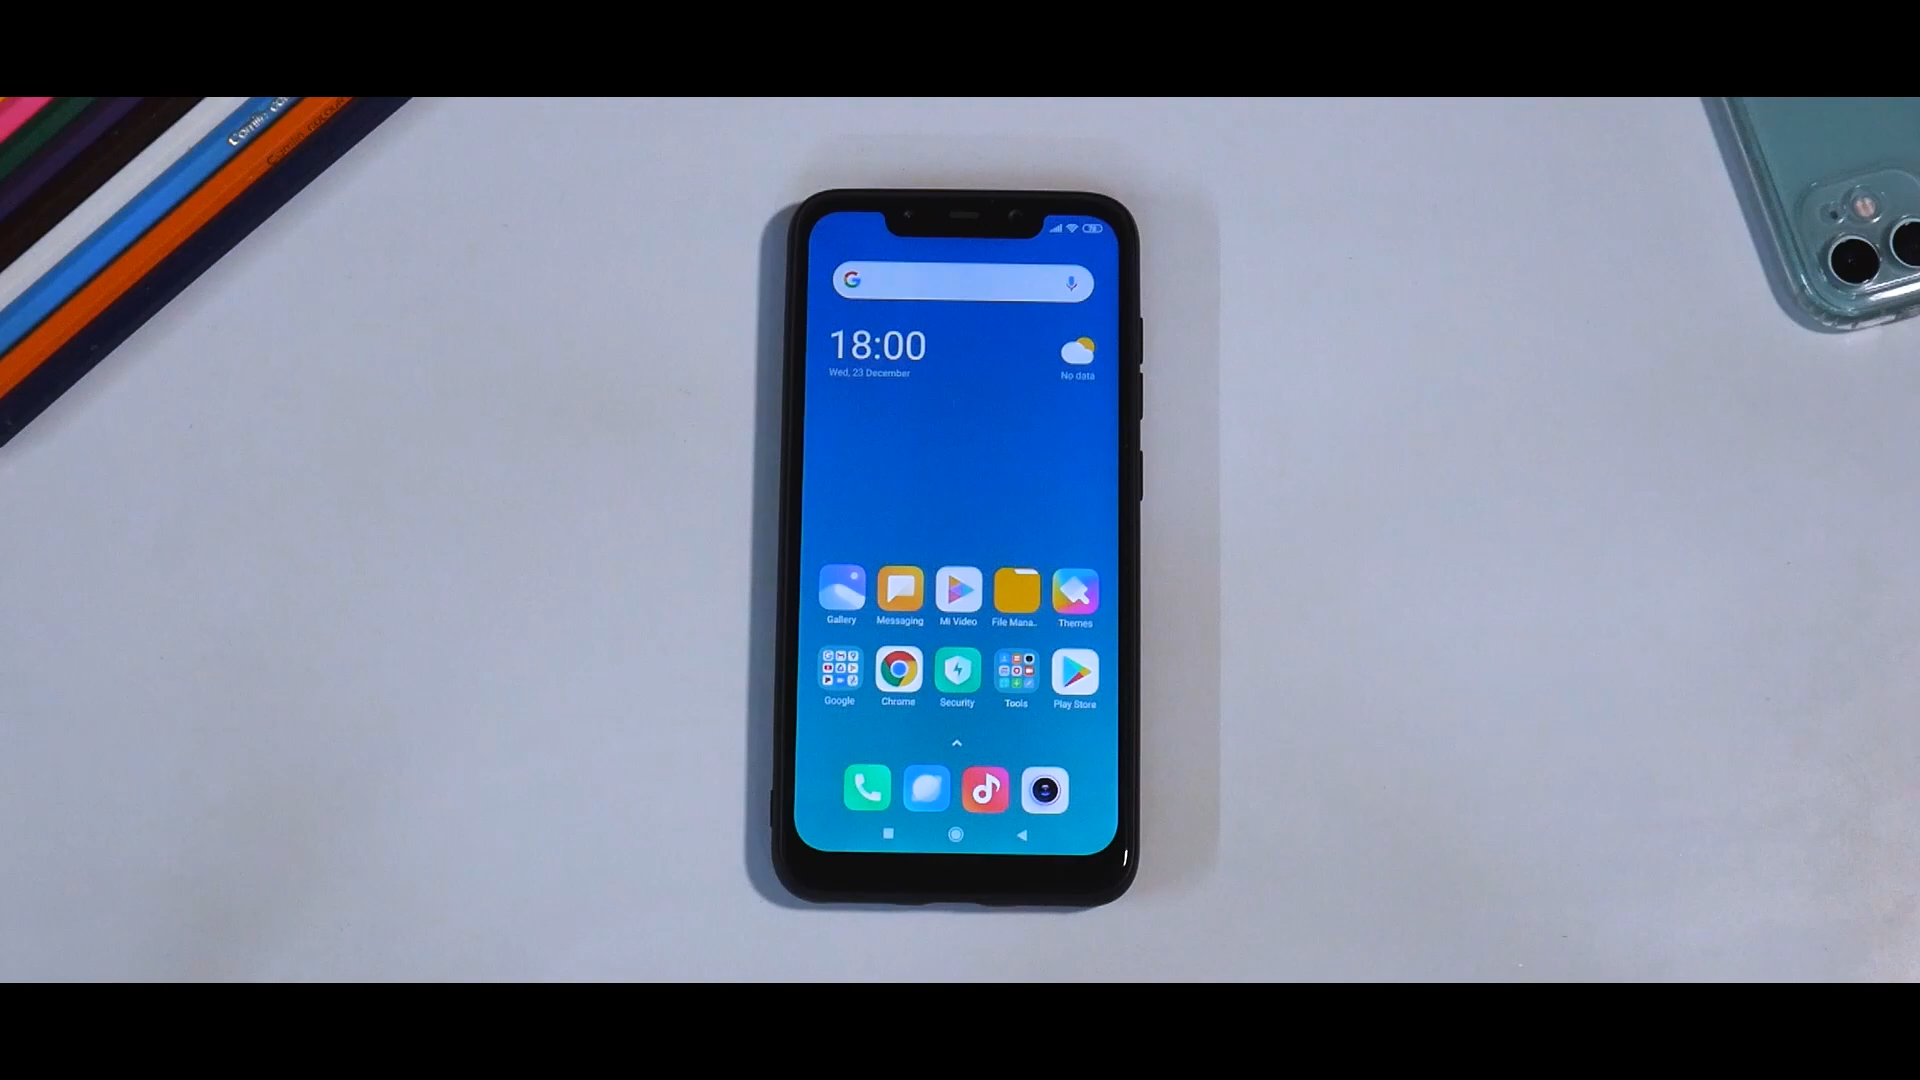 18:00
Wed, 23 December
No data
Gallery
Messaging
Mi Video
File Mana..
Themes
Google
Chrome
Security
Tools
Play Store